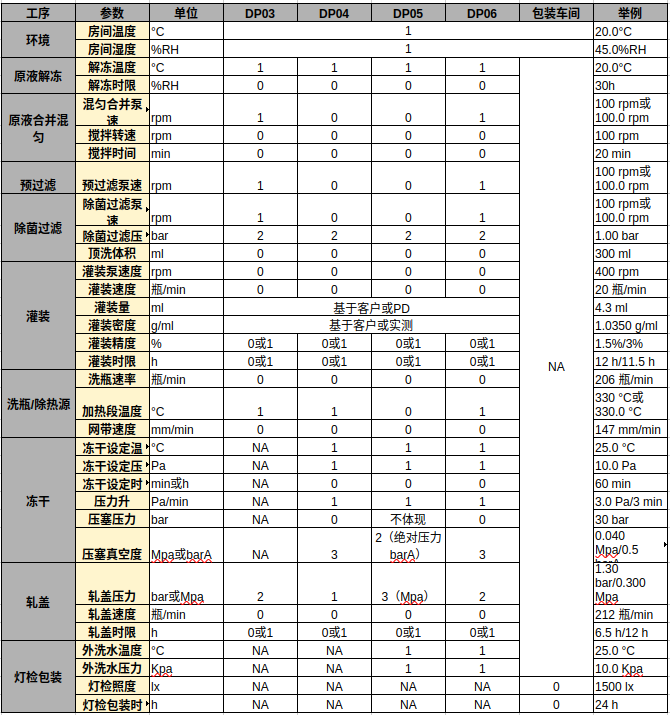 工序 参数 单位 DP03 DP04 DP05 DP06 包装车间 举例
环境 房间温度 °C 1 20.0°C
房间湿度 %RH 1 45.0%RH
原液解冻 解冻温度 °C 1 1 1 1 NA 20.0°C
解冻时限 %RH 0 0 0 0 30h
原液合并混匀 混匀合并泵速 rpm 1 0 0 1 100 rpm或
100.0 rpm
搅拌转速 rpm 0 0 0 0 100 rpm
搅拌时间 min 0 0 0 0 20 min
预过滤 预过滤泵速 rpm 1 0 0 1 100 rpm或
100.0 rpm
除菌过滤 除菌过滤泵速 rpm 1 0 0 1 100 rpm或
100.0 rpm
除菌过滤压 bar 2 2 2 2 1.00 bar
顶洗体积 ml 0 0 0 0 300 ml
灌装 灌装泵速度 rpm 0 0 0 0 400 rpm
灌装速度 瓶/min 0 0 0 0 20 瓶/min
灌装量 ml 基于客户或PD 4.3 ml
灌装密度 g/ml 基于客户或实测 1.0350 g/ml
灌装精度 % 0或1 0或1 0或1 0或1 1.5%/3%
灌装时限 h 0或1 0或1 0或1 0或1 12 h/11.5 h
洗瓶/除热源 洗瓶速率 瓶/min 0 0 0 0 206 瓶/min
加热段温度 °C 1 1 0 1 330 °C或
330.0 °C
网带速度 mm/min 0 0 0 0 147 mm/min
冻干 冻干设定温 °C NA 1 1 1 25.0 °C
冻干设定压 Pa NA 1 1 1 10.0 Pa
冻干设定时 min或h NA 0 0 0 60 min
压力升 Pa/min NA 1 1 1 3.0 Pa/3 min
压塞压力 bar NA 0 不体现 0 30 bar
压塞真空度 Mpa或barA NA 3 2（绝对压力
barA） 3 0.040
Mpa/0.5
轧盖 轧盖压力 bar或Mpa 2 1 3（Mpa） 2 1.30
bar/0.300
Mpa
轧盖速度 瓶/min 0 0 0 0 212 瓶/min
轧盖时限 h 0或1 0或1 0或1 0或1 6.5 h/12 h
灯检包装 外洗水温度 °C NA NA 1 1 25.0 °C
外洗水压力 Kpa NA NA 1 1 10.0 Kpa
灯检照度 lx NA NA NA NA 0 1500 lx
灯检包装时 h NA NA NA NA 0 24 h